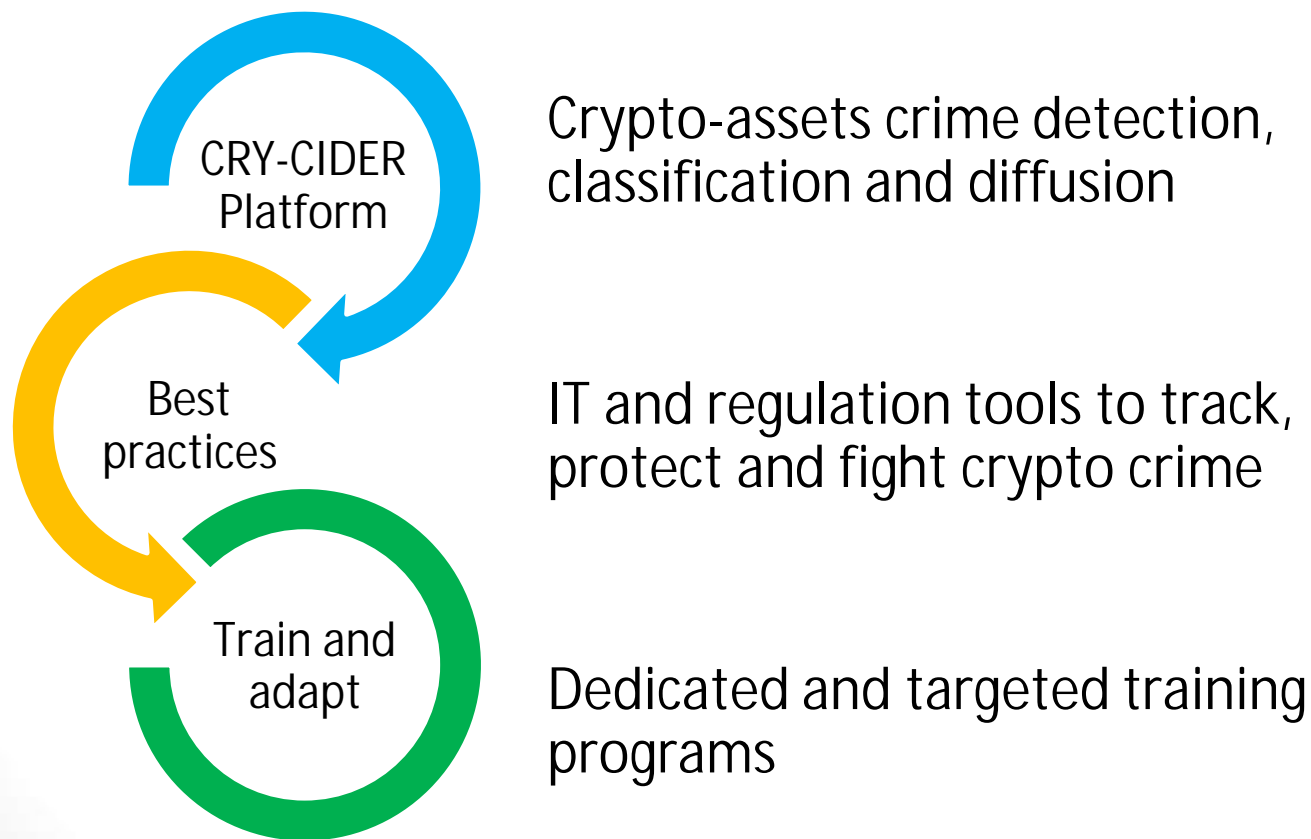 CRY-CIDER
Platform
Crypto-assets crime detection,
classification and diffusion
Best
practices
IT and regulation tools to track,
protect and fight crypto crime
Train and
adapt
Dedicated and targeted training
programs